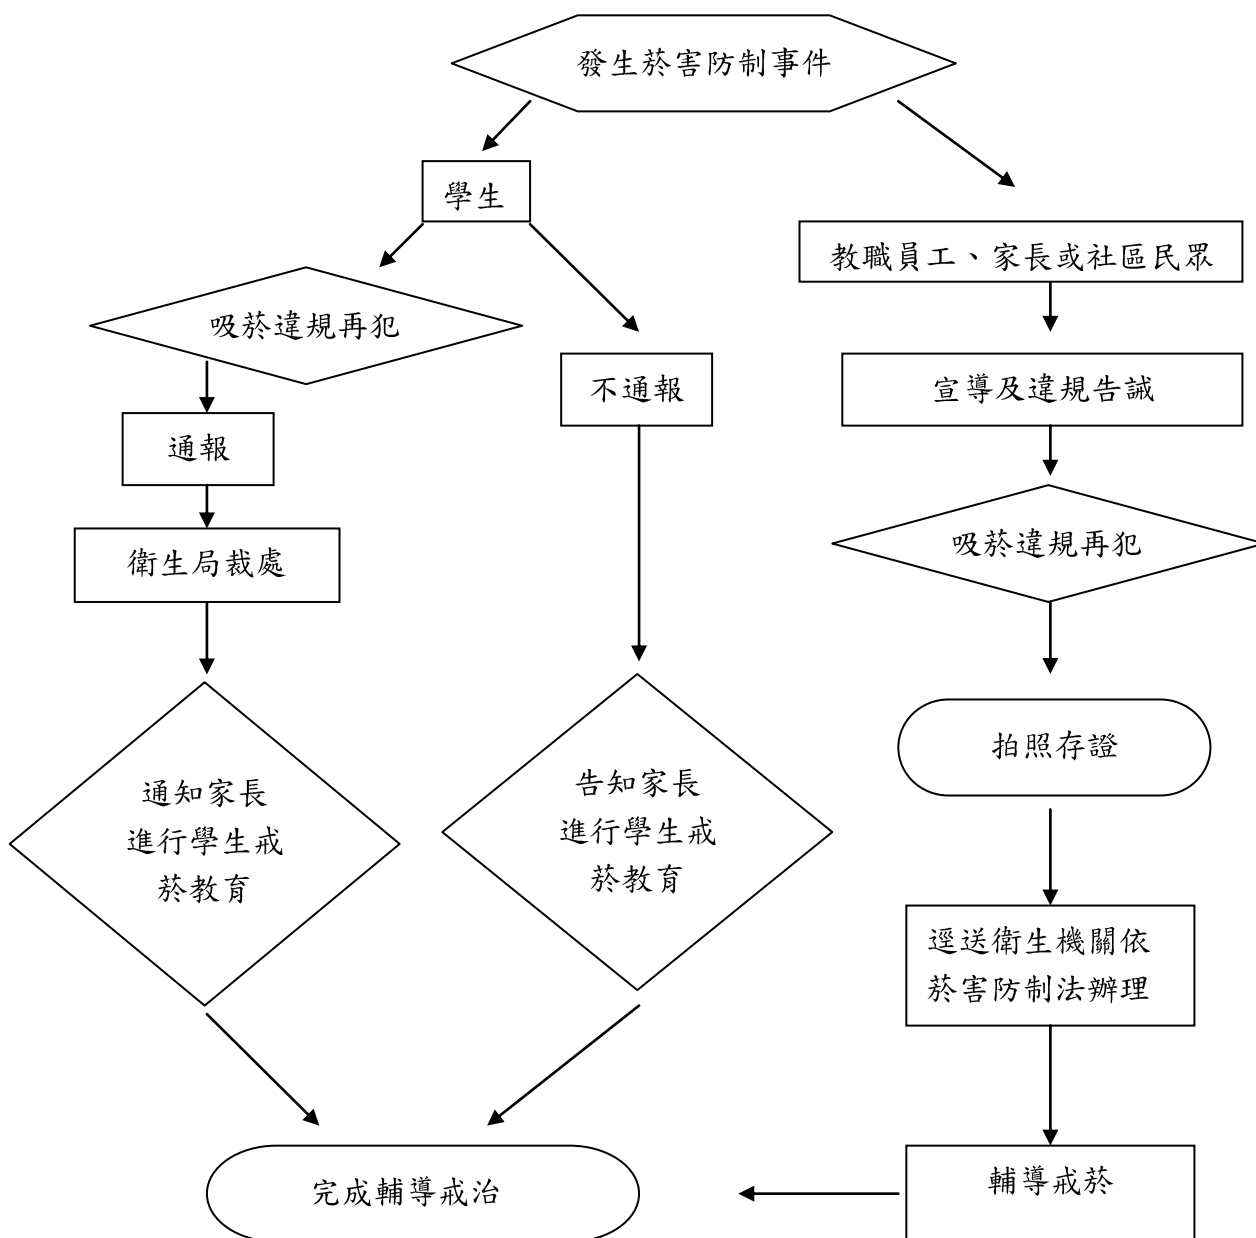 發生菸害防制事件
學生
教職員工、家長或社區民眾
吸菸違規再犯
不通報
宣導及違規告誡
通報
吸菸違規再犯
衛生局裁處
拍照存證
通知家長
進行學生戒
菸教育
告知家長
進行學生戒
菸教育
逕送衛生機關依
菸害防制法辦理
完成輔導戒治
輔導戒菸